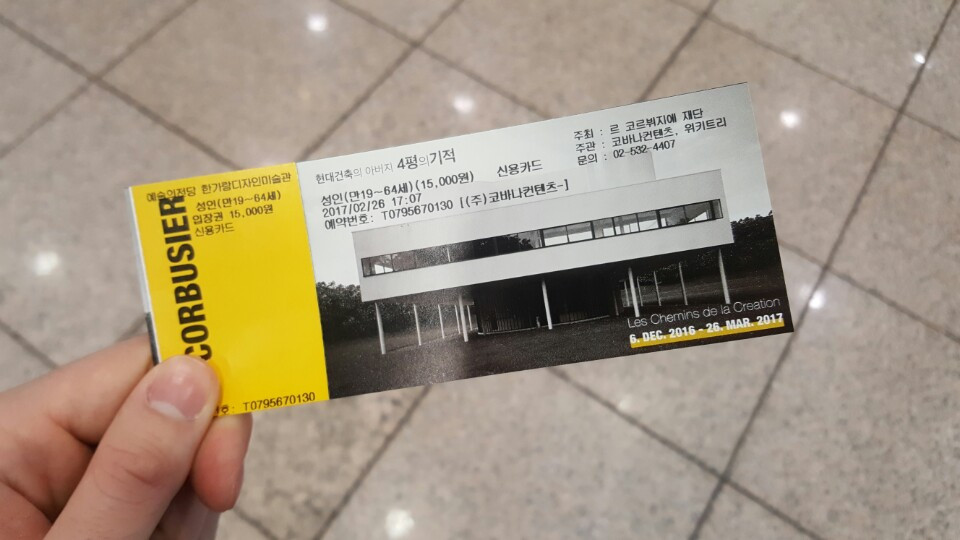 예술의전당 한가람디자인미술관
성인(만19~64세)
입장권 15,000원
신용카드
CORBUSIER
번호: T0795670130
현대건축의 아버지 4평의기적
성인(만19~64세)(15,000원) 신용카드
2017/02/26 17:07
예약번호: T0795670130 [(주)코바나컨텐츠-]
주최 : 르 코르뷔지에 재단
주관 : 코바나컨텐츠, 위키트리
문의 : 02-532-4407
Les Chemins de la Creation
6. DEC. 2016 - 26. MAR. 2017